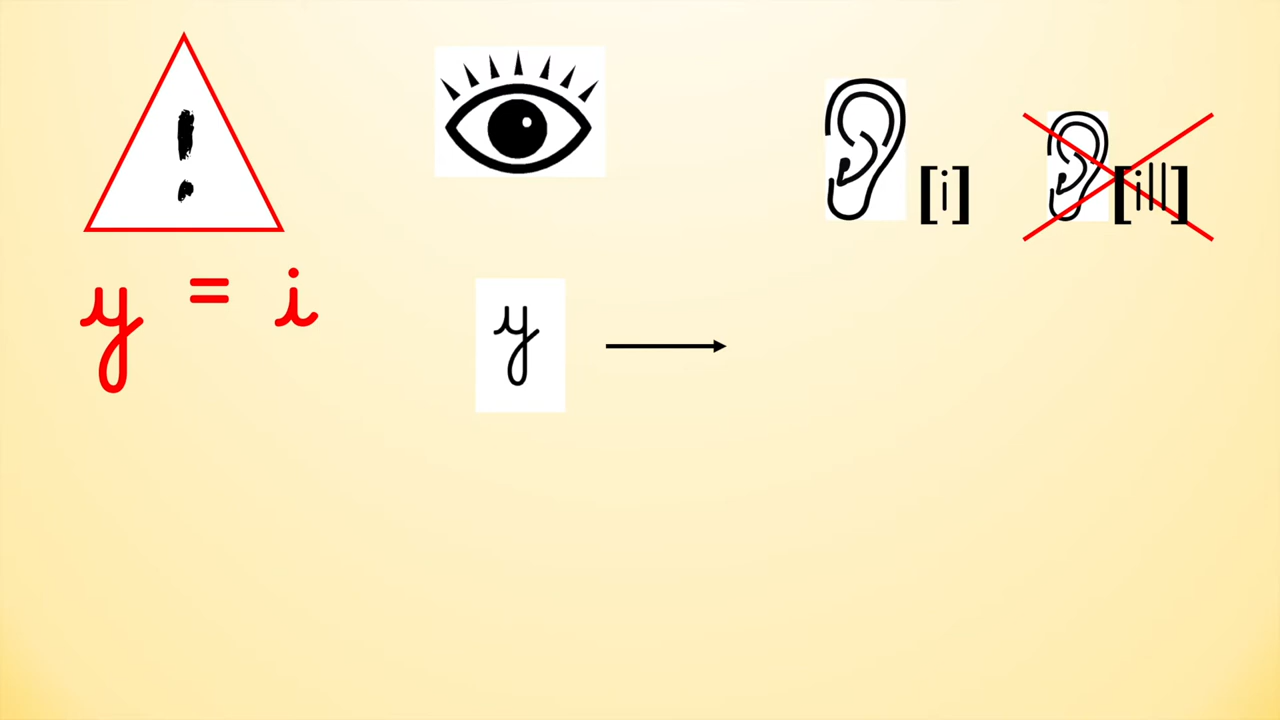 !
[i] [ill]
y = i
y